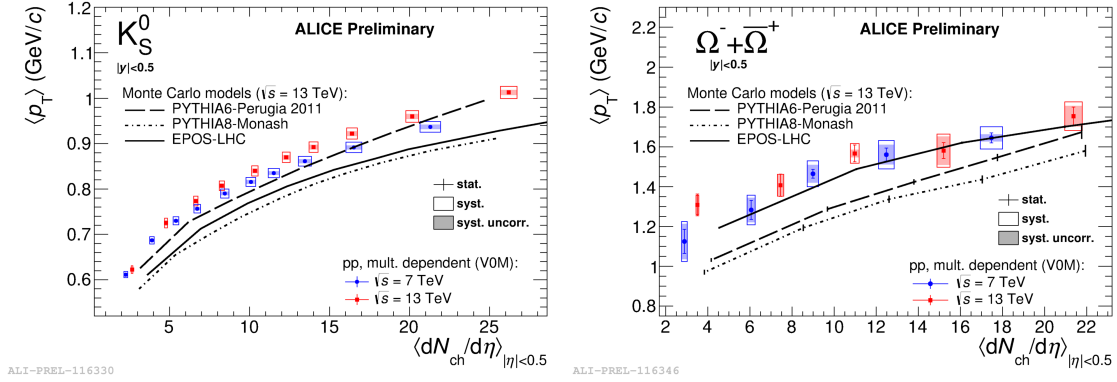 ⟨p_T⟩ (GeV/c)
1.2
1.1
1
0.9
0.8
0.7
0.6
K⁰_S
|y|<0.5
ALICE Preliminary
Monte Carlo models (√s = 13 TeV):
PYTHIA6-Perugia 2011
PYTHIA8-Monash
EPOS-LHC
stat.
syst.
syst. uncorr.
pp, mult. dependent (V0M):
√s = 7 TeV
√s = 13 TeV
5 10 15 20 25
⟨dN_ch/dη⟩_|η|<0.5
ALI-PREL-116330
⟨p_T⟩ (GeV/c)
2.2
2
1.8
1.6
1.4
1.2
1
0.8
Ω⁻+Ω̅⁺
|y|<0.5
ALICE Preliminary
Monte Carlo models (√s = 13 TeV):
PYTHIA6-Perugia 2011
PYTHIA8-Monash
EPOS-LHC
stat.
syst.
syst. uncorr.
pp, mult. dependent (V0M):
√s = 7 TeV
√s = 13 TeV
2 4 6 8 10 12 14 16 18 20 22
⟨dN_ch/dη⟩_|η|<0.5
ALI-PREL-116346